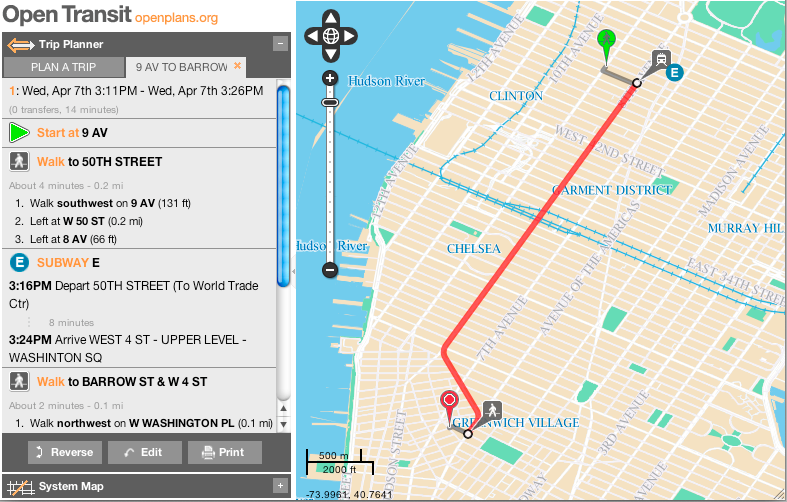 Open Transit openplans.org
Trip Planner
PLAN A TRIP
9 AV TO BARROW
1: Wed, Apr 7th 3:11PM - Wed, Apr 7th 3:26PM
(0 transfers, 14 minutes)
Start at 9 AV
Walk to 50TH STREET
About 4 minutes - 0.2 mi
1. Walk southwest on 9 AV (131 ft)
2. Left at W 50 ST (0.2 mi)
3. Left at 8 AV (66 ft)
E SUBWAY E
3:16PM Depart 50TH STREET (To World Trade
Ctr)
8 minutes
3:24PM Arrive WEST 4 ST - UPPER LEVEL -
WASHINTON SQ
Walk to BARROW ST & W 4 ST
About 2 minutes - 0.1 mi
1. Walk northwest on W WASHINGTON PL (0.1 mi)
Reverse
Edit
Print
System Map
12TH AVENUE
10TH AVENUE
Hudson River
CLINTON
E
WEST 42ND STREET
12TH AVENUE
GARMENT DISTRICT
MADISON AVENUE
AVENUE OF THE AMERICAS
MURRAY HIL
Hudson River
CHELSEA
EAST 34TH STREET
7TH AVENUE
GREENWICH VILLAGE
3RD AVENUE
HUDSON STREET
500 m
2000 ft
-73.9961, 40.7641